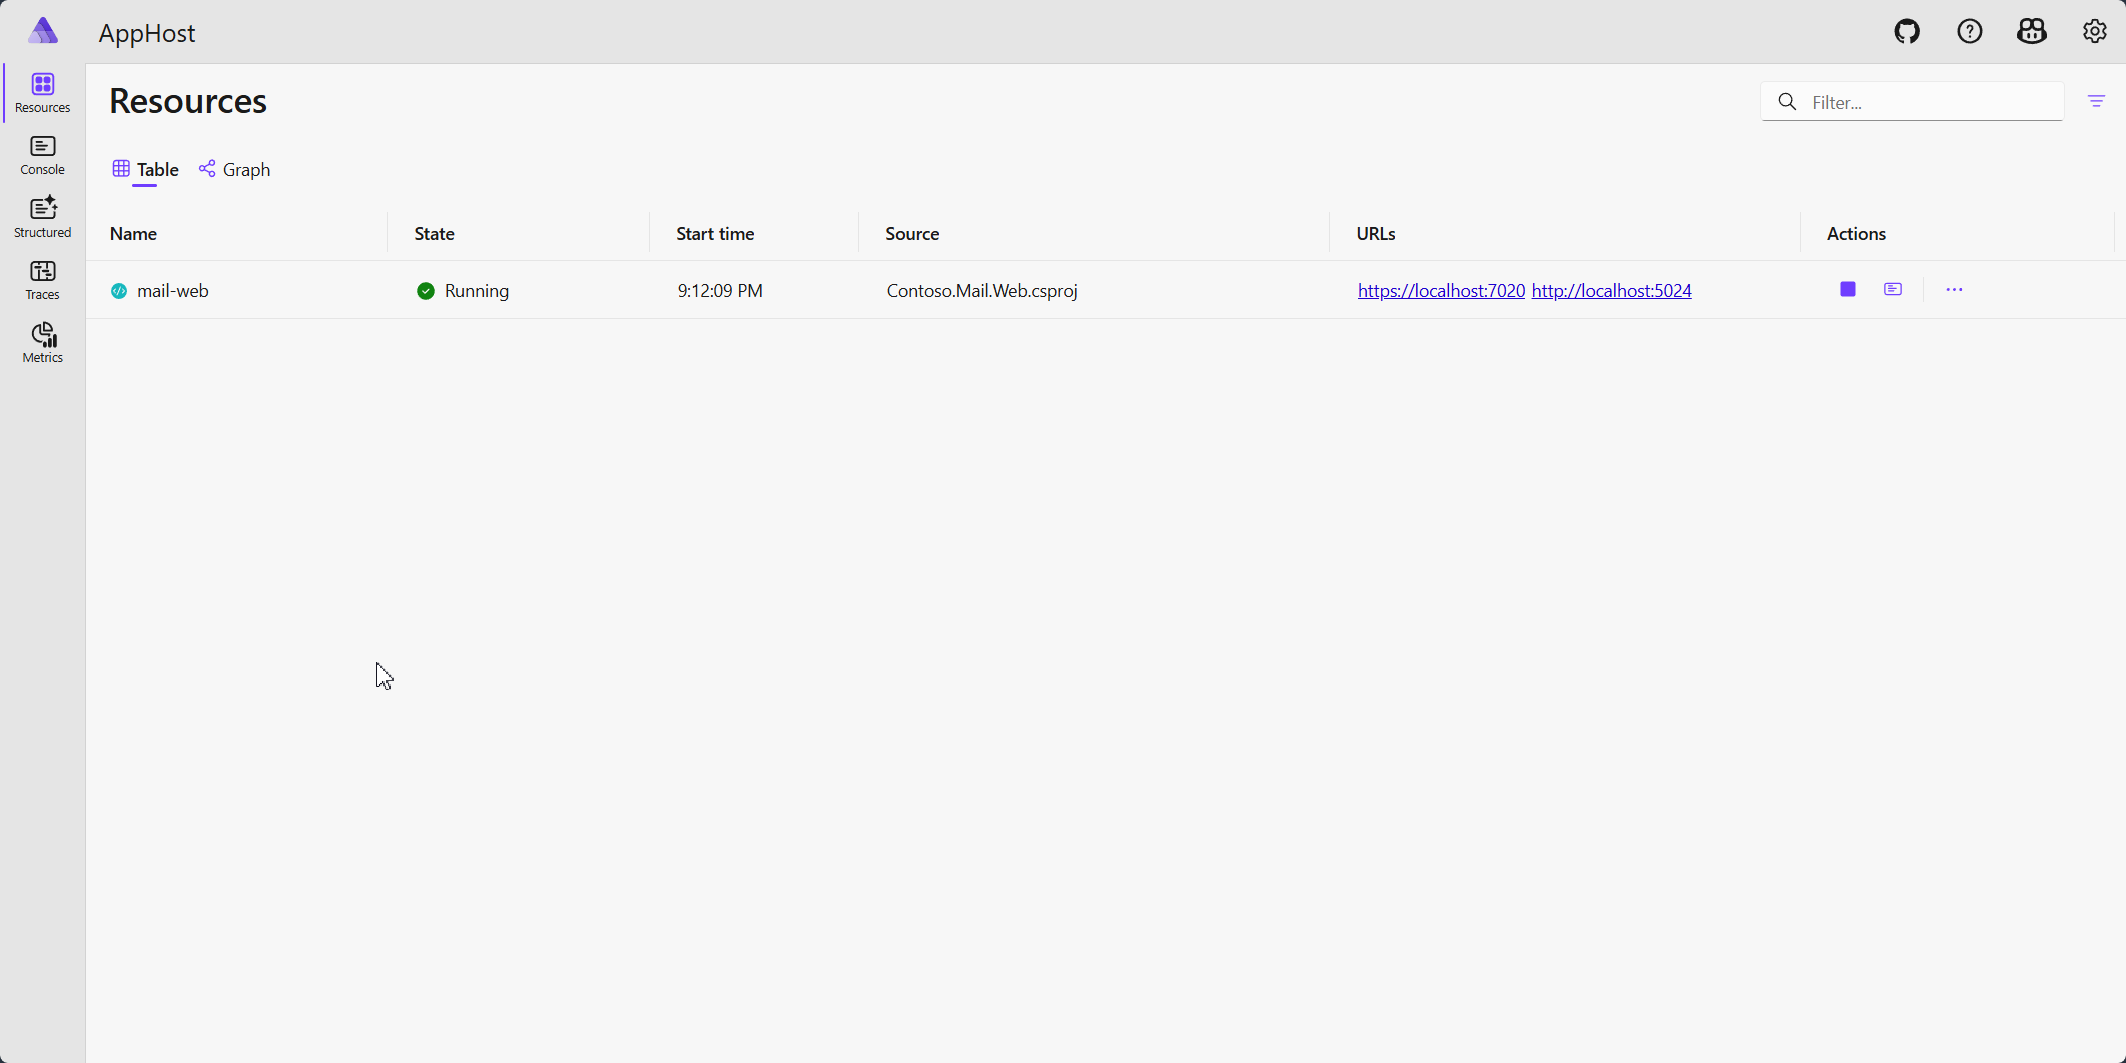 AppHost
Resources
Console
Structured
Traces
Metrics
Resources
Filter...
Table Graph
Name State Start time Source URLs Actions
mail-web Running 9:12:09 PM Contoso.Mail.Web.csproj https://localhost:7020 http://localhost:5024